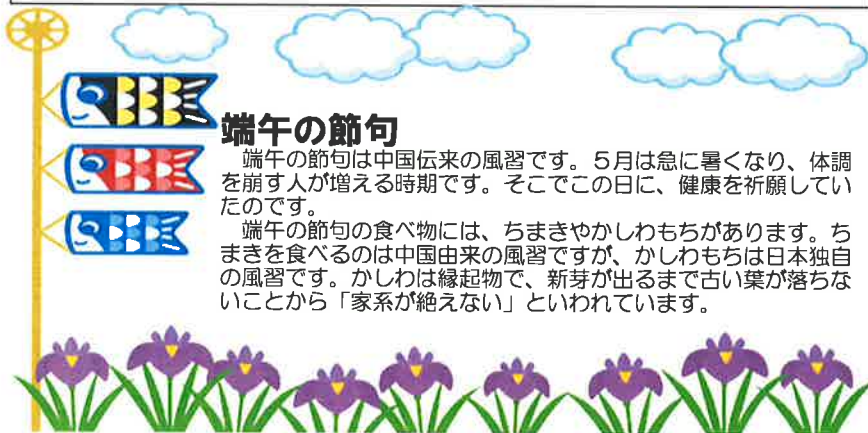 端午の節句
　端午の節句は中国伝来の風習です。５月は急に暑くなり、体調
を崩す人が増える時期です。そこでこの日に、健康を祈願してい
たのです。
　端午の節句の食べ物には、ちまきやかしわもちがあります。ち
まきを食べるのは中国由来の風習ですが、かしわもちは日本独自
の風習です。かしわは縁起物で、新芽が出るまで古い葉が落ちな
いことから「家系が絶えない」といわれています。